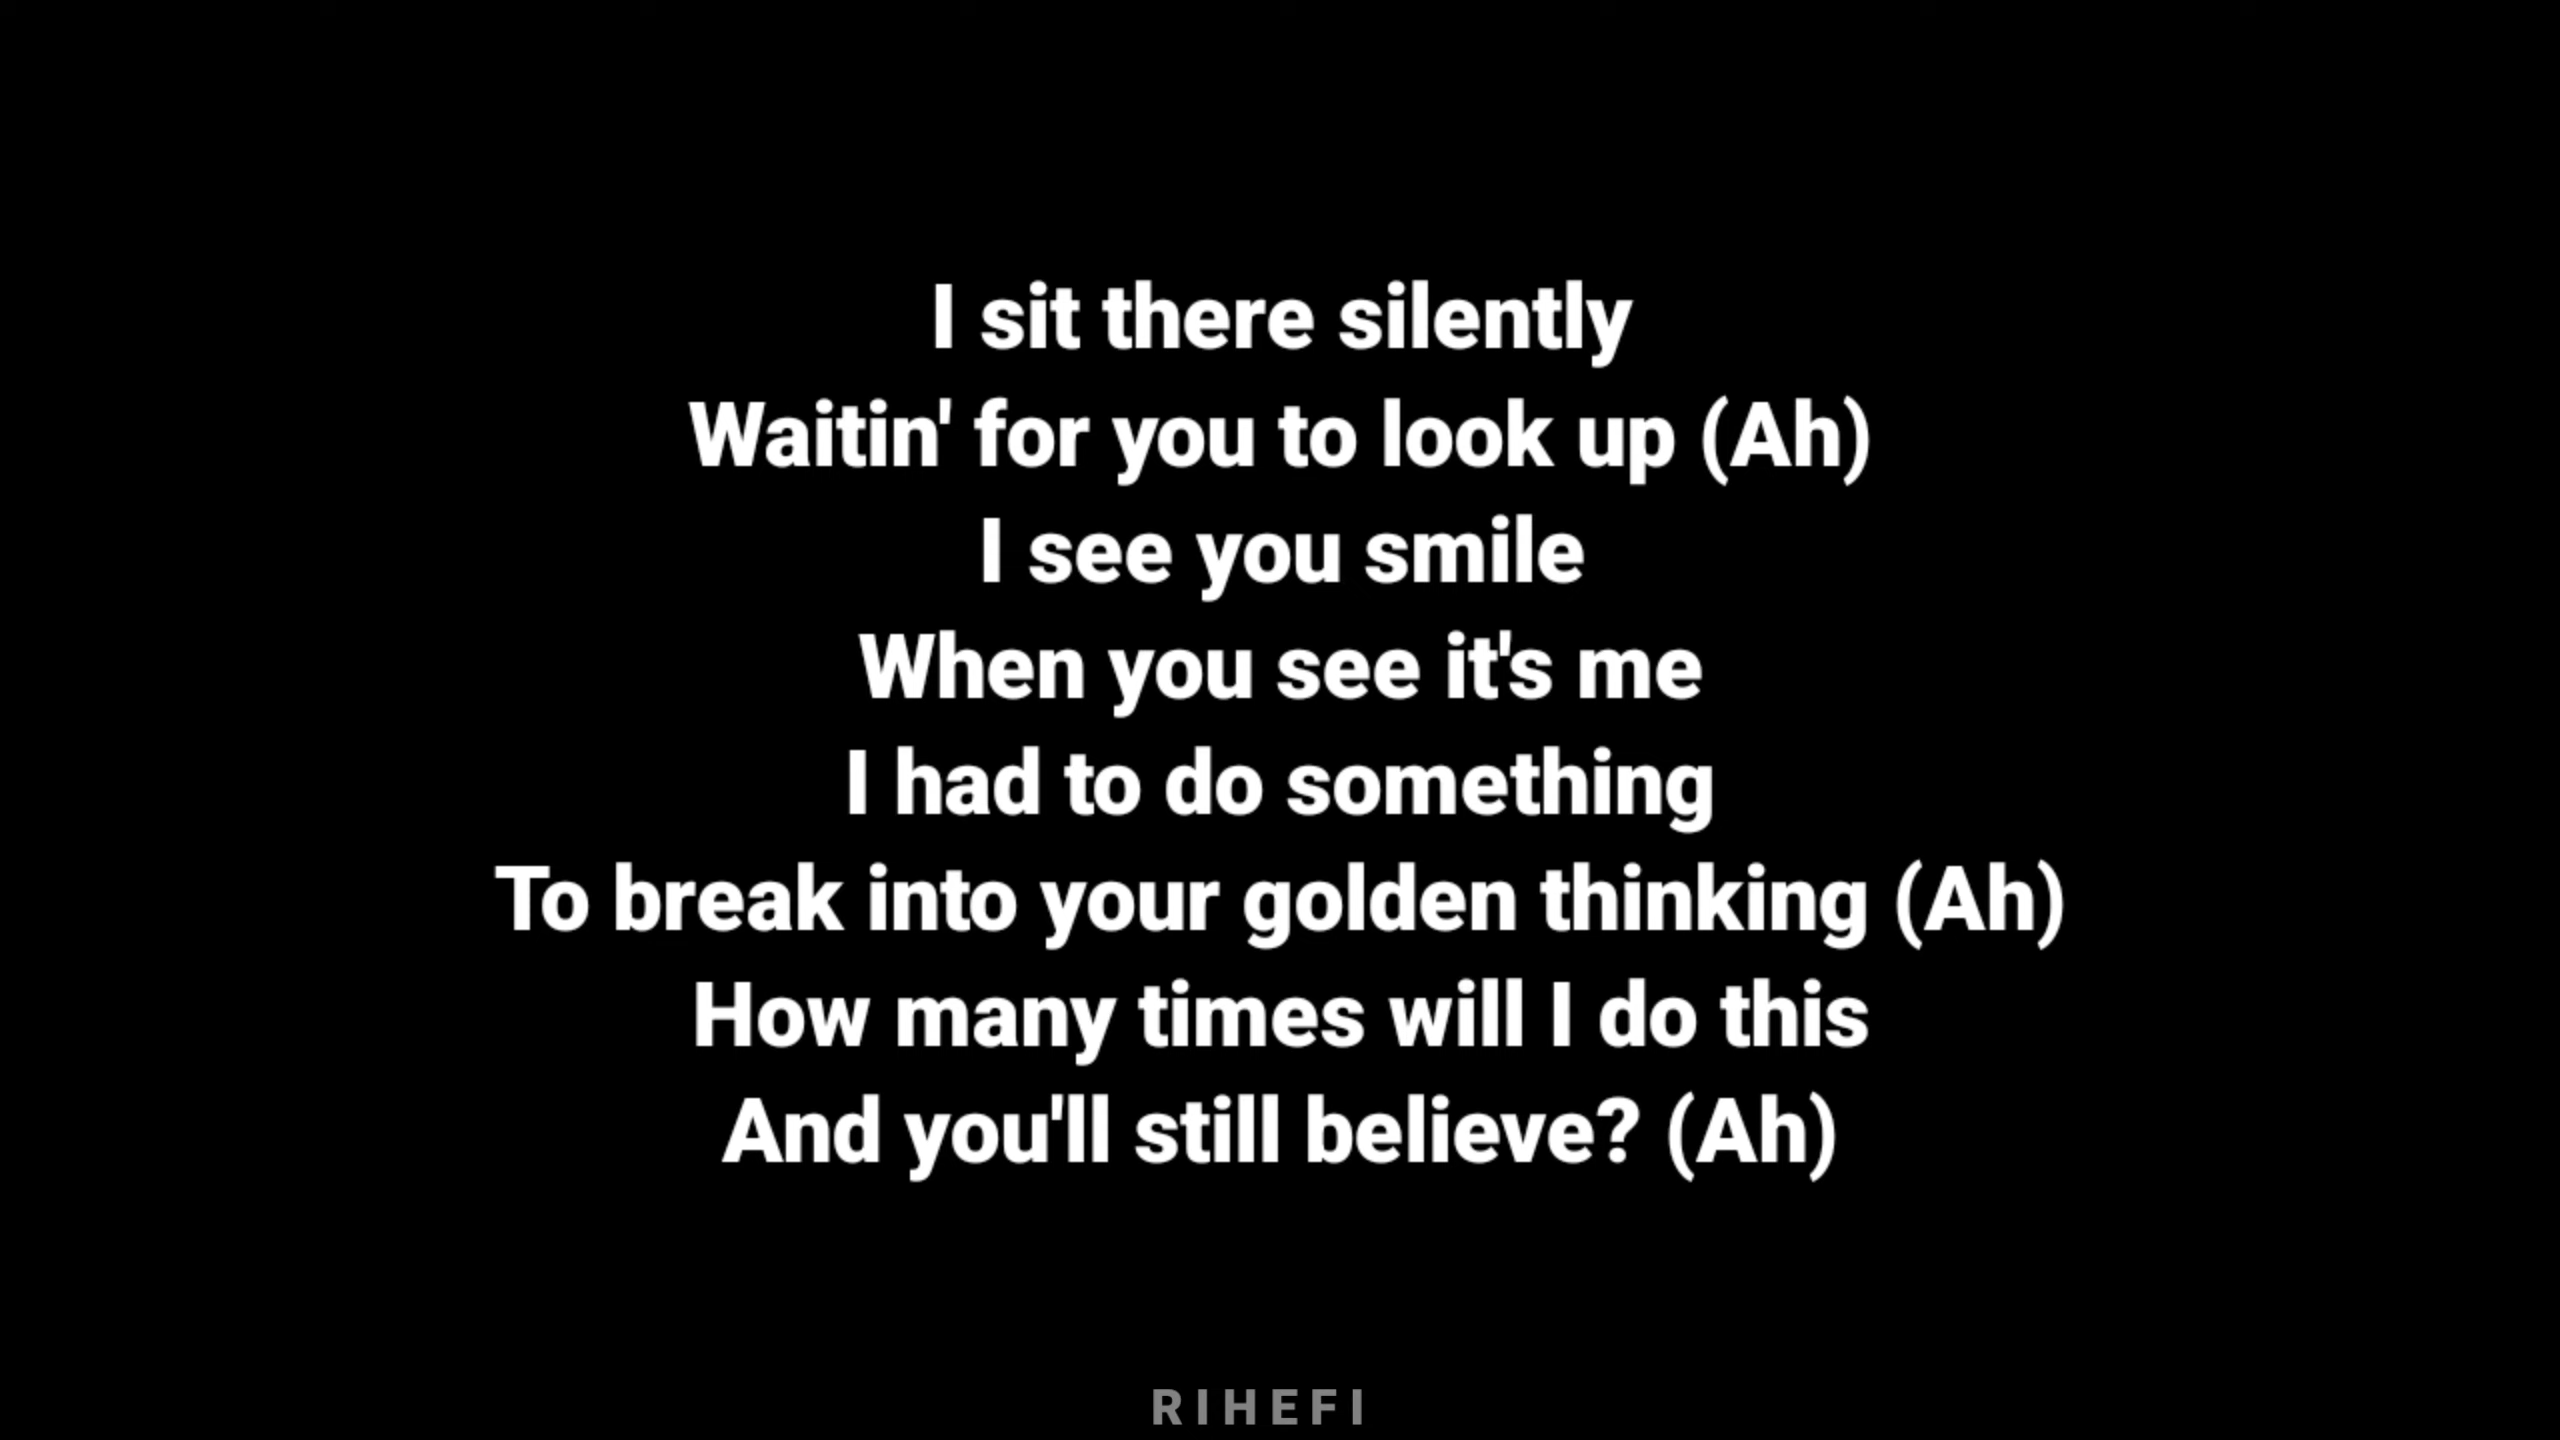 I sit there silently
Waitin' for you to look up (Ah)
I see you smile
When you see it's me
I had to do something
To break into your golden thinking (Ah)
How many times will I do this
And you'll still believe? (Ah)
RIHEFI